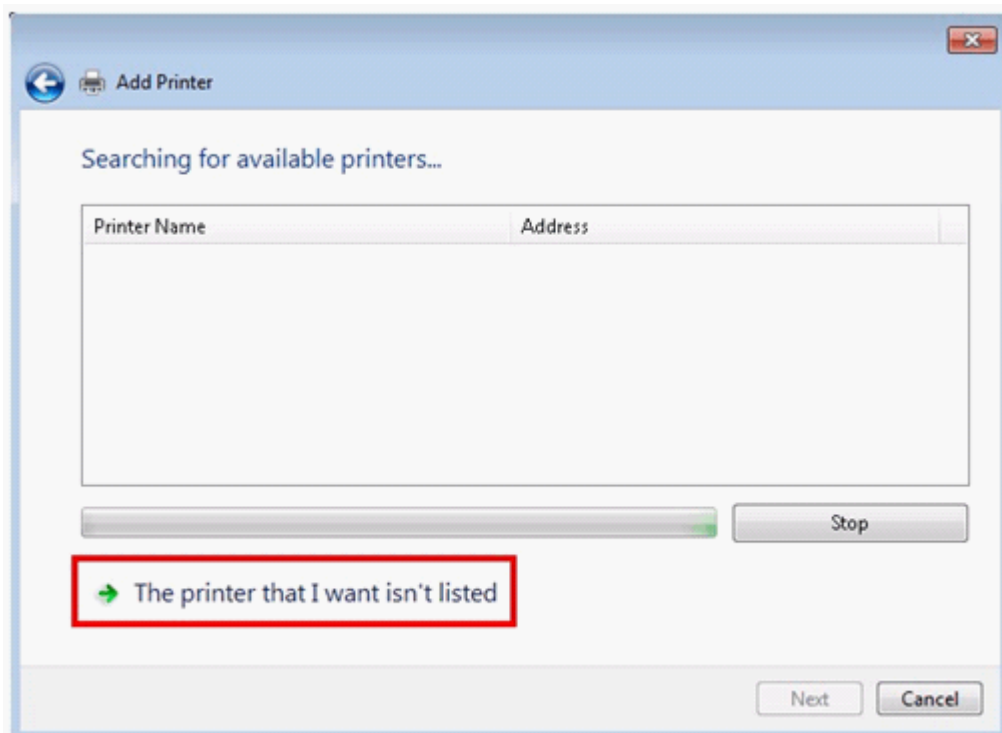 Add Printer
Searching for available printers...
Printer Name Address
Stop
The printer that I want isn't listed
Next Cancel